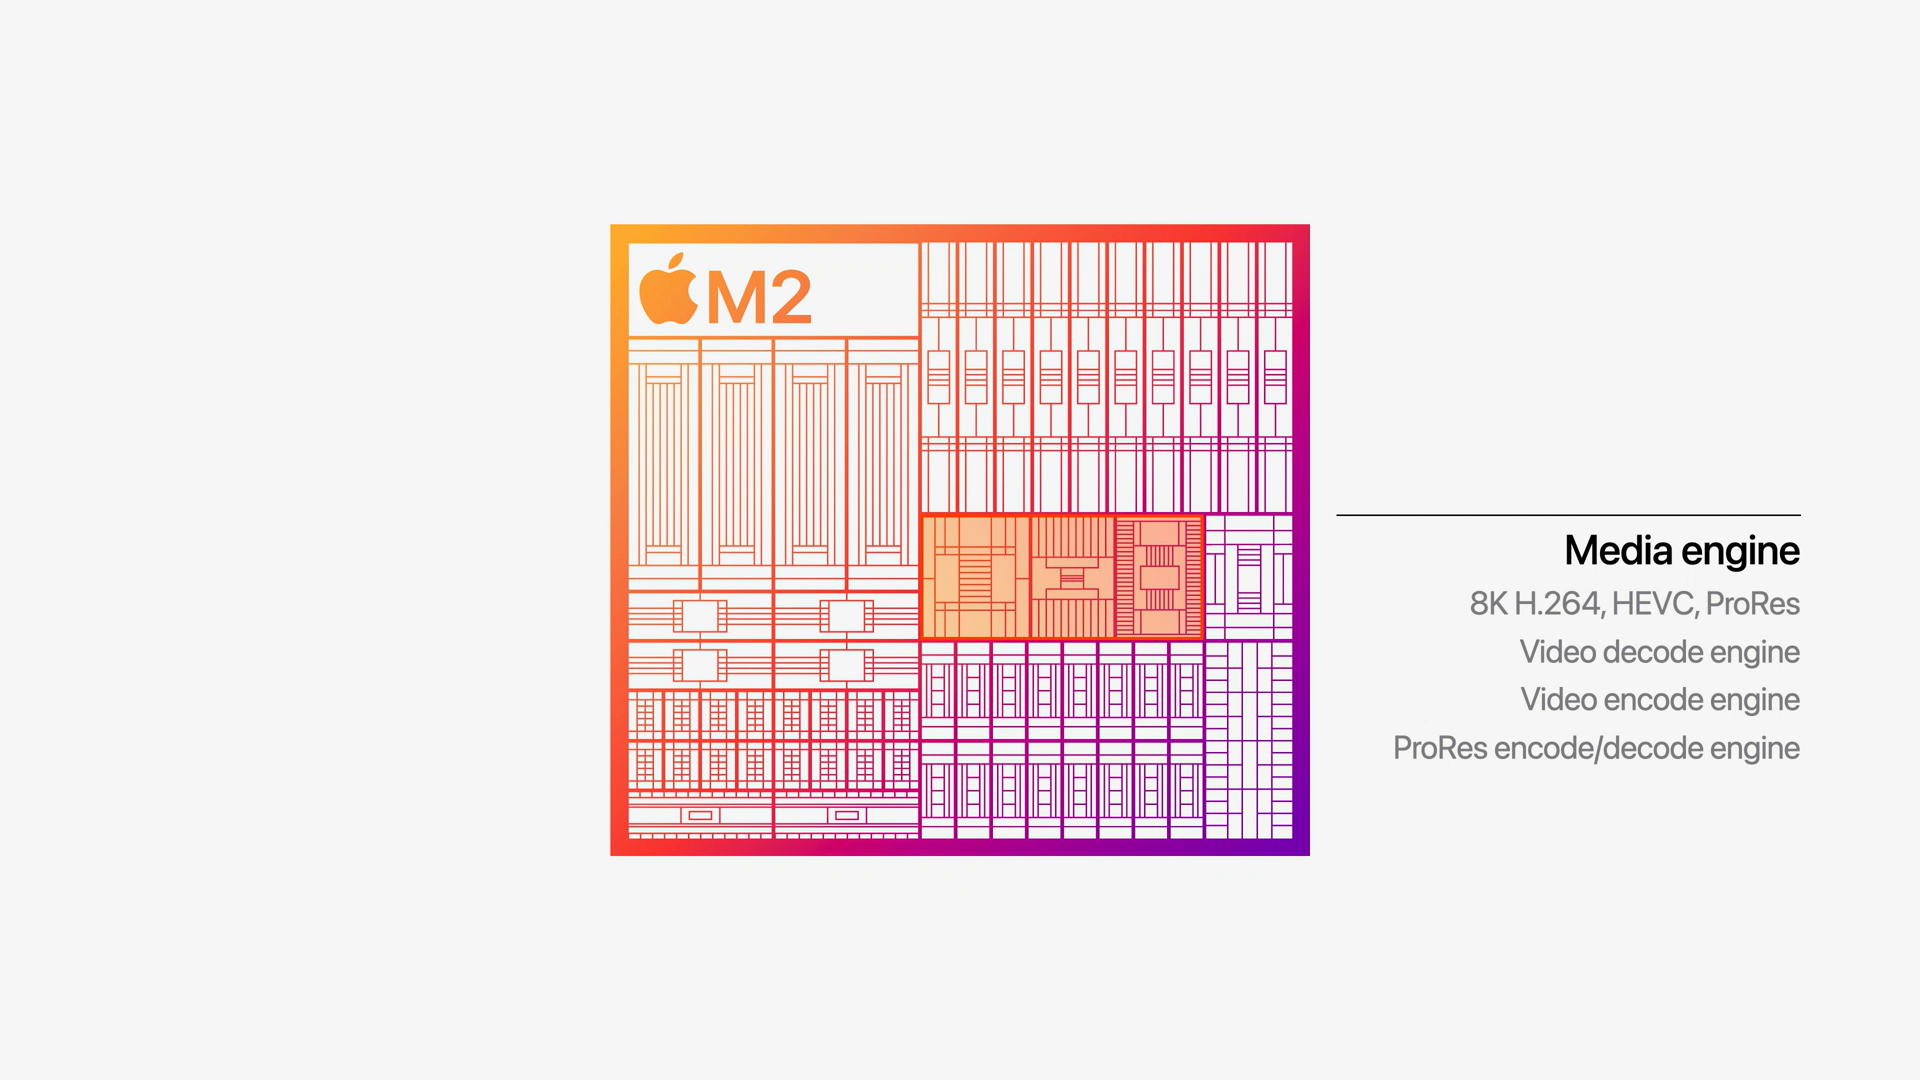 M2
Media engine
8K H.264, HEVC, ProRes
Video decode engine
Video encode engine
ProRes encode/decode engine